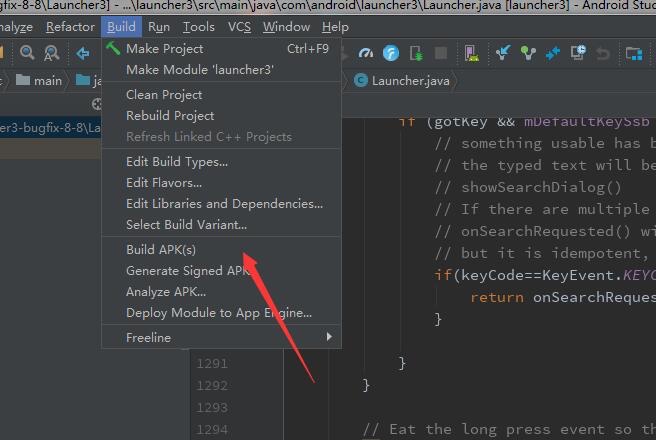 gfix-8-8\Launcher3] - ...\launcher3\src\main\java\com\android\launcher3\Launcher.java [launcher3] - Android Stu
nalyze Refactor Build Run Tools VCS Window Help
Make Project Ctrl+F9
Make Module 'launcher3'
Clean Project
Rebuild Project
Refresh Linked C++ Projects
Edit Build Types...
Edit Flavors...
Edit Libraries and Dependencies...
Select Build Variant...
Build APK(s)
Generate Signed APK
Analyze APK...
Deploy Module to App Engine...
Freeline
main ja
Launcher.java
er3-bugfix-8-8\La
if (gotKey && mDefaultKeySsb
// something usable has b
// the typed text will be
// showSearchDialog()
// If there are multiple
// onSearchRequested() wi
// but it is idempotent,
if(keyCode==KeyEvent.KEYC
return onSearchReques
}
1291 }
1292 }
1293
1294 // Eat the long press event so th